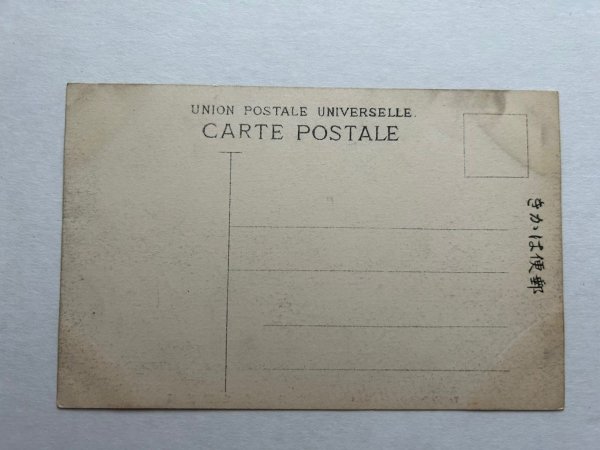 UNION POSTALE UNIVERSELLE.
CARTE POSTALE
郵便はかき